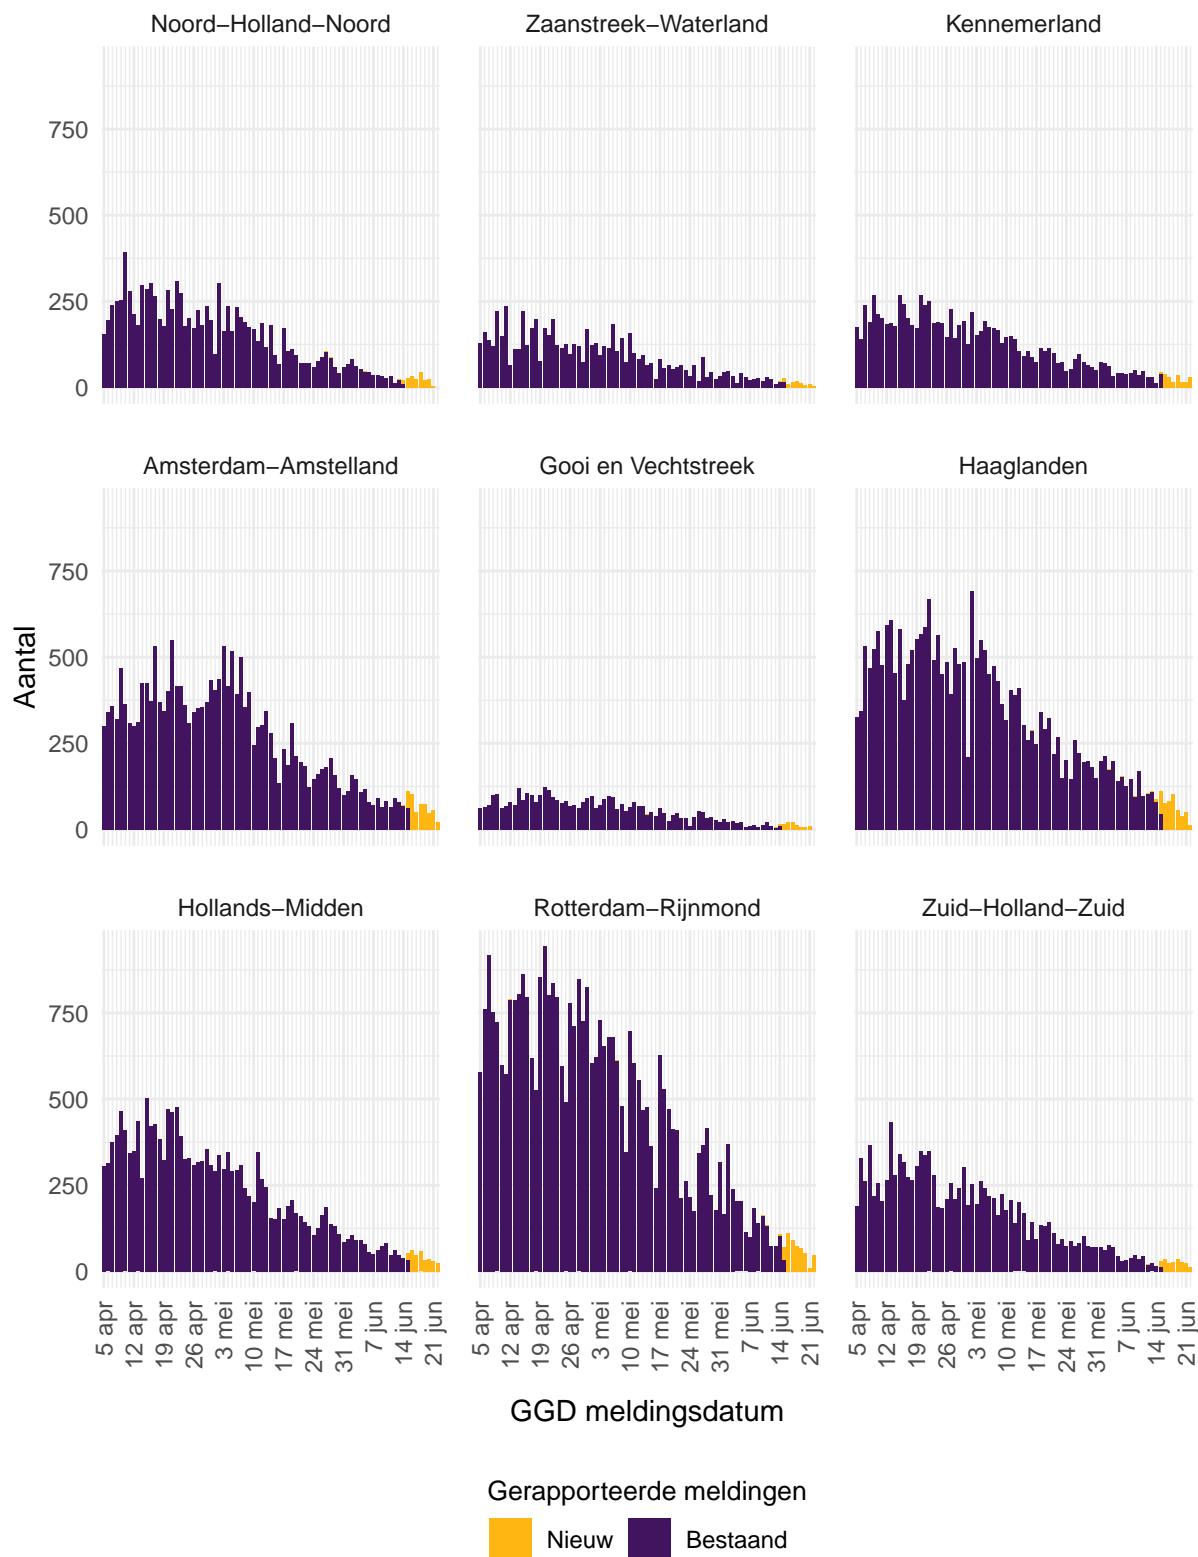 Noord−Holland−Noord Zaanstreek−Waterland Kennemerland
750
500
250
0
Amsterdam−Amstelland Gooi en Vechtstreek Haaglanden
750
500
250
0
Hollands−Midden Rotterdam−Rijnmond Zuid−Holland−Zuid
750
500
250
0
Aantal
5 apr 12 apr 19 apr 26 apr 3 mei 10 mei 17 mei 24 mei 31 mei 7 jun 14 jun 21 jun
5 apr 12 apr 19 apr 26 apr 3 mei 10 mei 17 mei 24 mei 31 mei 7 jun 14 jun 21 jun
5 apr 12 apr 19 apr 26 apr 3 mei 10 mei 17 mei 24 mei 31 mei 7 jun 14 jun 21 jun
GGD meldingsdatum
Gerapporteerde meldingen
Nieuw Bestaand